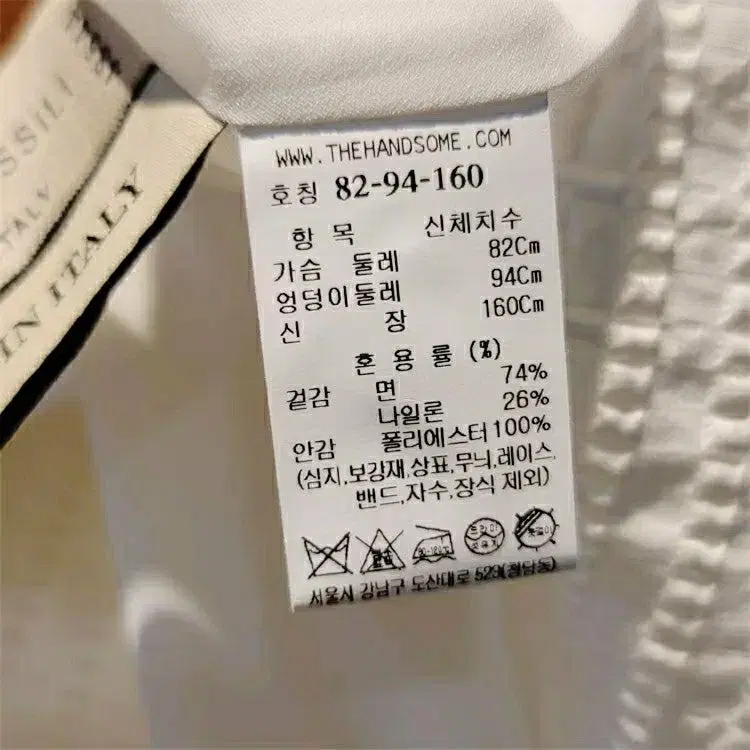 SSILI
ITALY
IN ITALY
WWW.THEHANDSOME.COM
호칭 82-94-160
항 목 신체치수
가슴 둘레 82Cm
엉덩이둘레 94Cm
신 장 160Cm
혼 용 률 (%)
겉감 면 74%
나일론 26%
안감 폴리에스터 100%
(심지,보강재,상표,무늬,레이스,
밴드,자수,장식 제외)
드라이
서울시 강남구 도산대로 523(청담동)